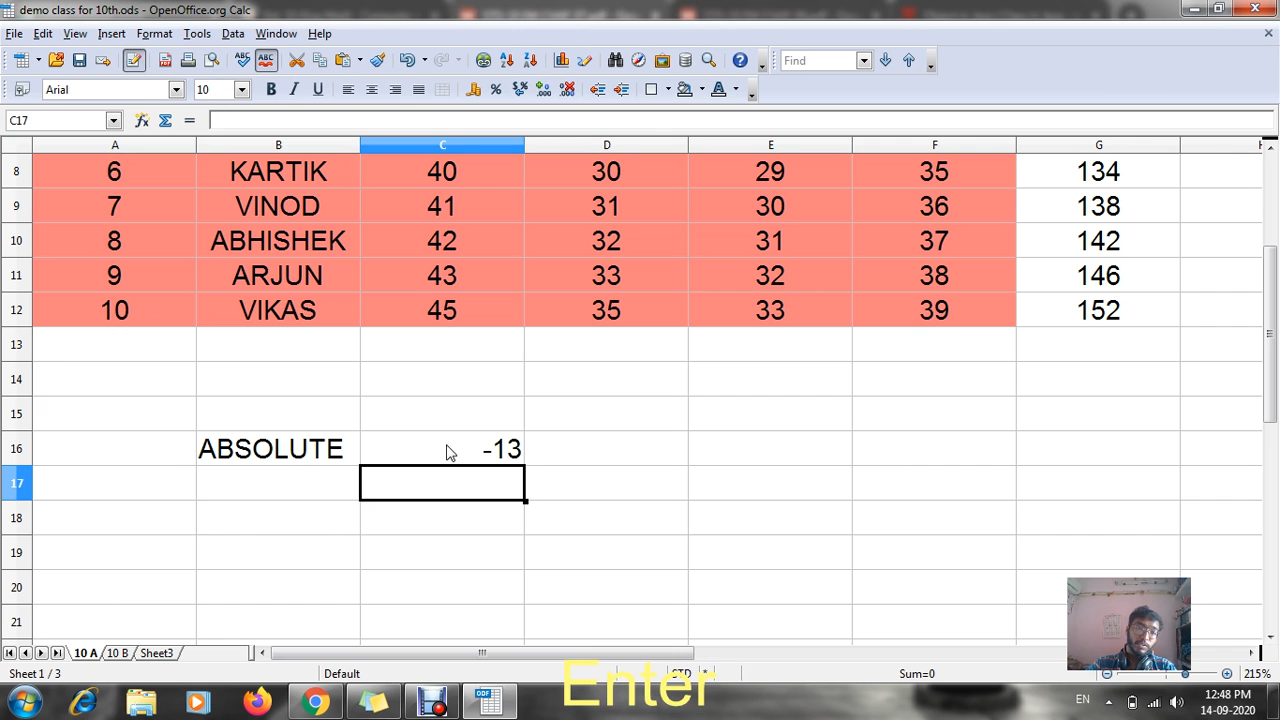 demo class for 10th.ods - OpenOffice.org Calc
File Edit View Insert Format Tools Data Window Help
Find
Arial 10
C17
A B C D E F G
8 6 KARTIK 40 30 29 35 134
9 7 VINOD 41 31 30 36 138
10 8 ABHISHEK 42 32 31 37 142
11 9 ARJUN 43 33 32 38 146
12 10 VIKAS 45 35 33 39 152
13
14
15
16 ABSOLUTE -13
17
18
19
20
21
10 A 10 B Sheet3
Sheet 1 / 3 Default STD * Sum=0 215%
Enter
EN 12:48 PM
14-09-2020